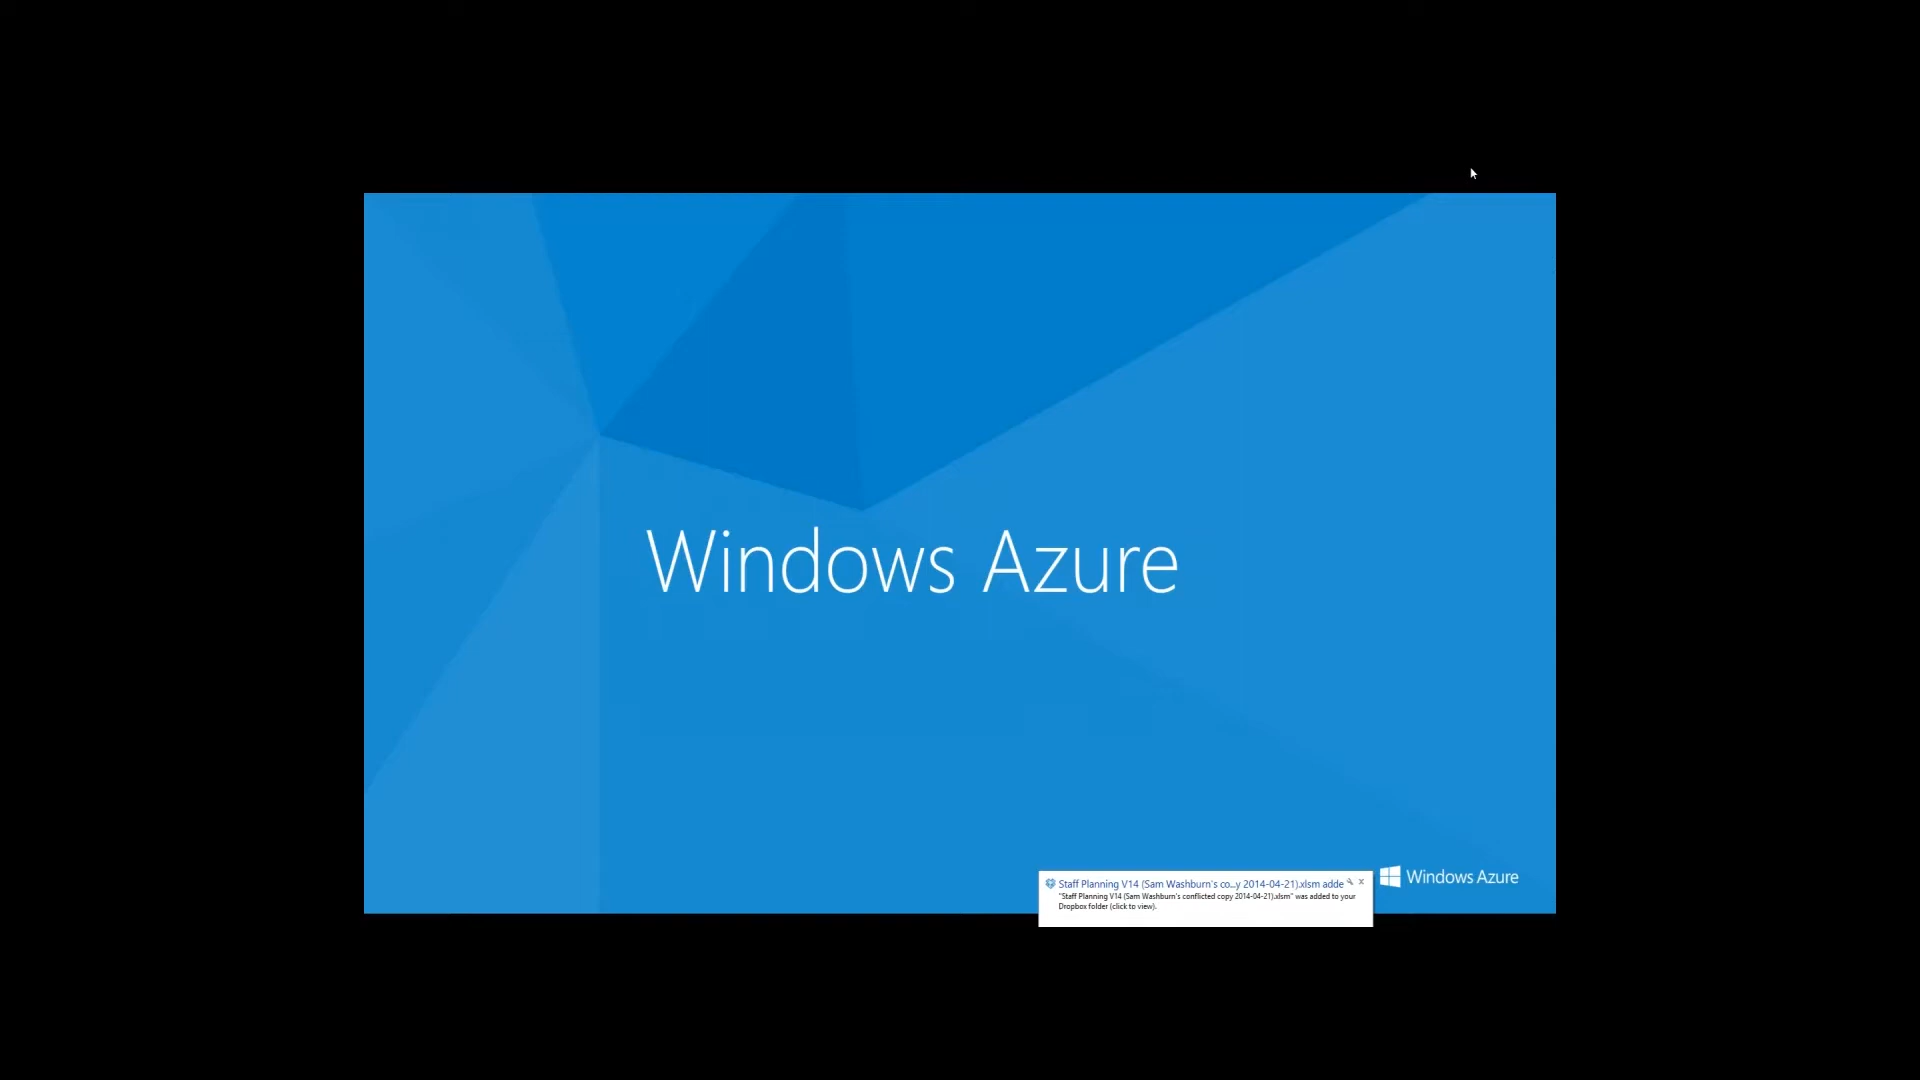 Windows Azure
Staff Planning V14 (Sam Washburn's co...y 2014-04-21).xlsm adde
"Staff Planning V14 (Sam Washburn's conflicted copy 2014-04-21).xlsm" was added to your
Dropbox folder (click to view).
Windows Azure